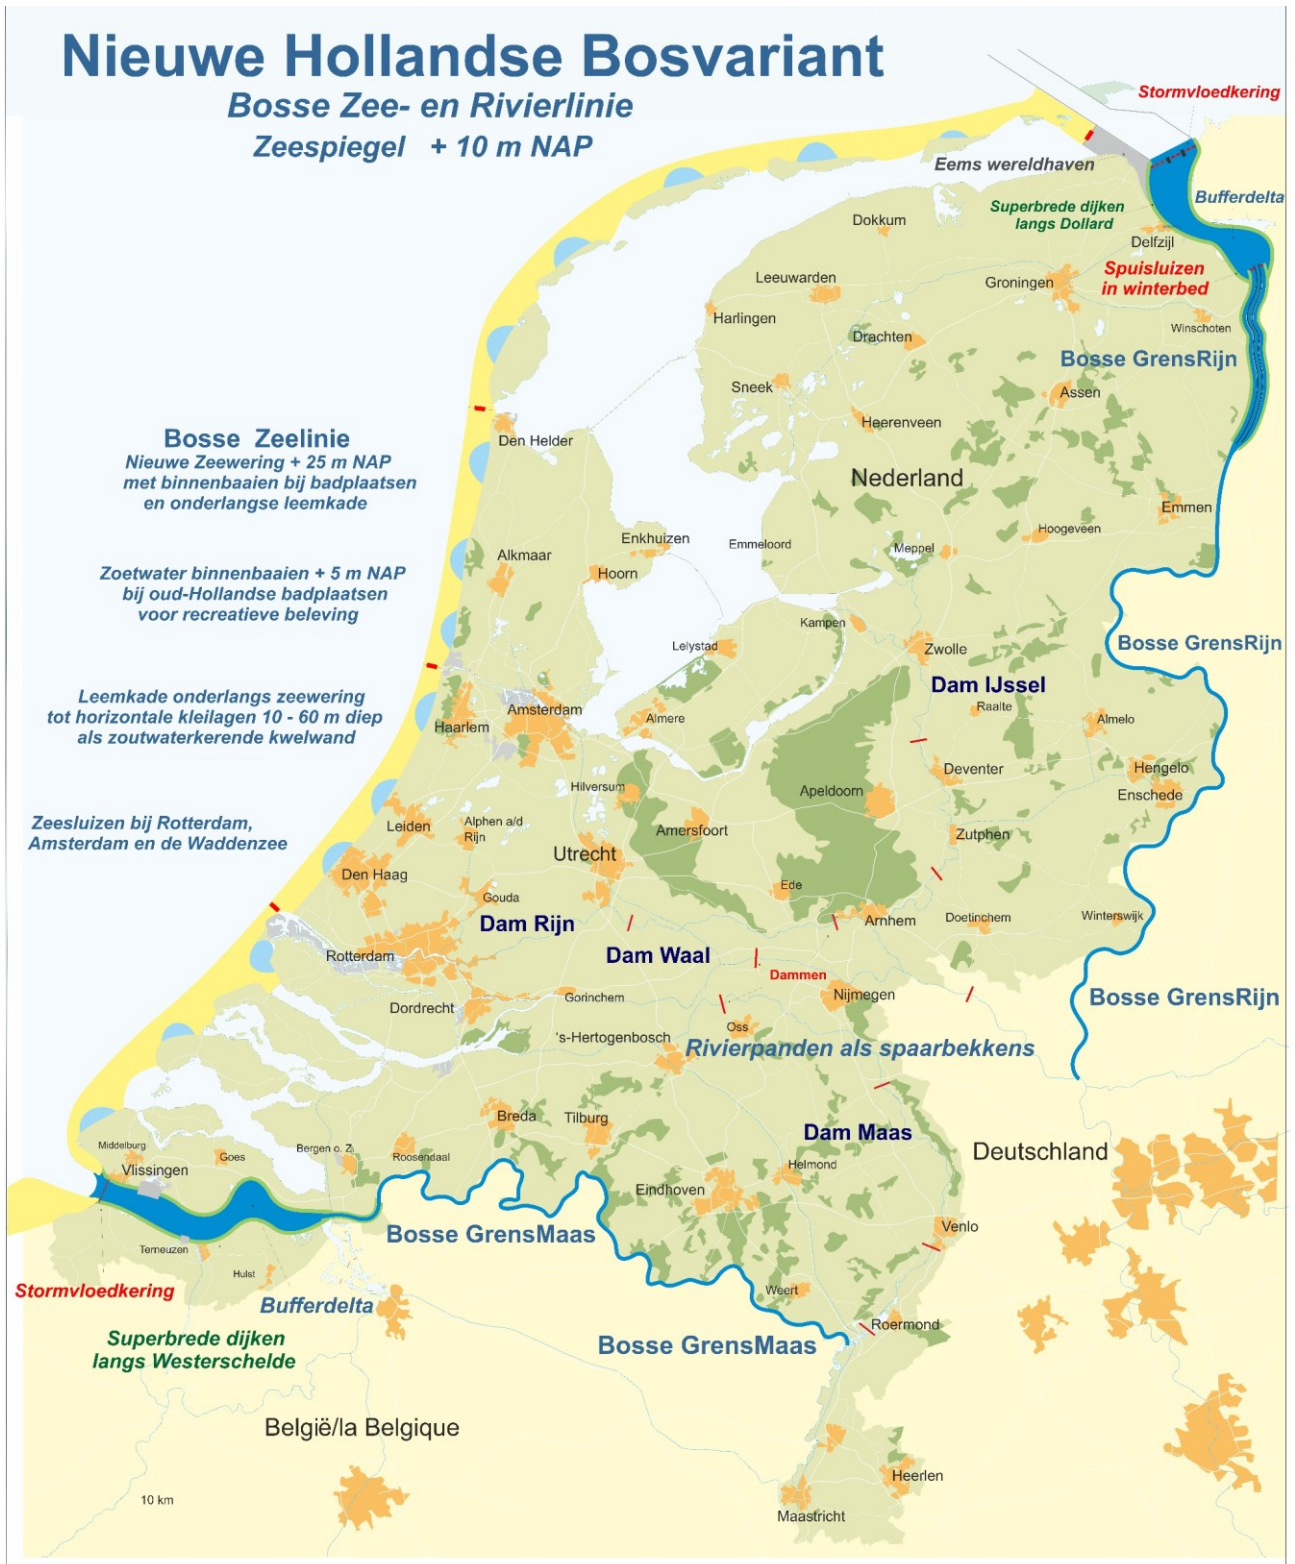 Nieuwe Hollandse Bosvariant
Bosse Zee- en Rivierlinie
Zeespiegel + 10 m NAP
Stormvloedkering
Eems wereldhaven
Bufferdelta
Superbrede dijken
langs Dollard
Dokkum
Delfzijl
Spuisluizen
in winterbed
Leeuwarden
Groningen
Harlingen
Winschoten
Drachten
Bosse GrensRijn
Sneek
Assen
Heerenveen
Den Helder
Bosse Zeelinie
Nieuwe Zeewering + 25 m NAP
met binnenbaaien bij badplaatsen
en onderlangse leemkade
Nederland
Emmen
Hoogeveen
Enkhuizen
Emmeloord
Meppel
Alkmaar
Hoorn
Zoetwater binnenbaaien + 5 m NAP
bij oud-Hollandse badplaatsen
voor recreatieve beleving
Kampen
Lelystad
Zwolle
Bosse GrensRijn
Dam IJssel
Leemkade onderlangs zeewering
tot horizontale kleilagen 10 - 60 m diep
als zoutwaterkerende kwelwand
Raalte
Amsterdam
Haarlem
Almere
Almelo
Deventer
Hengelo
Enschede
Hilversum
Apeldoorn
Zeesluizen bij Rotterdam,
Amsterdam en de Waddenzee
Leiden
Alphen a/d
Rijn
Amersfoort
Zutphen
Utrecht
Den Haag
Gouda
Ede
Dam Rijn
Arnhem
Doetinchem
Winterswijk
Rotterdam
Dam Waal
Dammen
Nijmegen
Bosse GrensRijn
Dordrecht
Gorinchem
Oss
's-Hertogenbosch
Rivierpanden als spaarbekkens
Breda
Tilburg
Dam Maas
Middelburg
Goes
Bergen o. Z.
Roosendaal
Vlissingen
Helmond
Deutschland
Eindhoven
Bosse GrensMaas
Venlo
Terneuzen
Hulst
Stormvloedkering
Bufferdelta
Weert
Roermond
Superbrede dijken
langs Westerschelde
Bosse GrensMaas
België/la Belgique
Heerlen
10 km
Maastricht